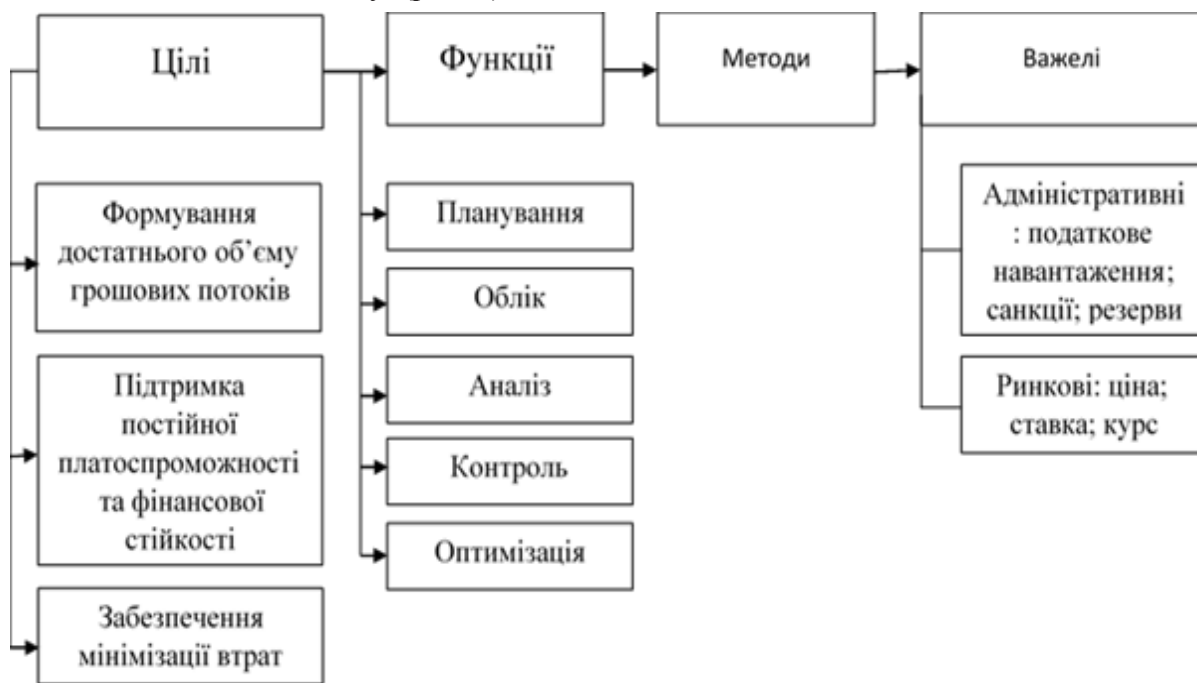 Цілі
Функції
Методи
Важелі
Формування
достатнього об’єму
грошових потоків
Підтримка
постійної
платоспроможності
та фінансової
стійкості
Забезпечення
мінімізації втрат
Планування
Облік
Аналіз
Контроль
Оптимізація
Адміністративні
: податкове
навантаження;
санкції; резерви
Ринкові: ціна;
ставка; курс